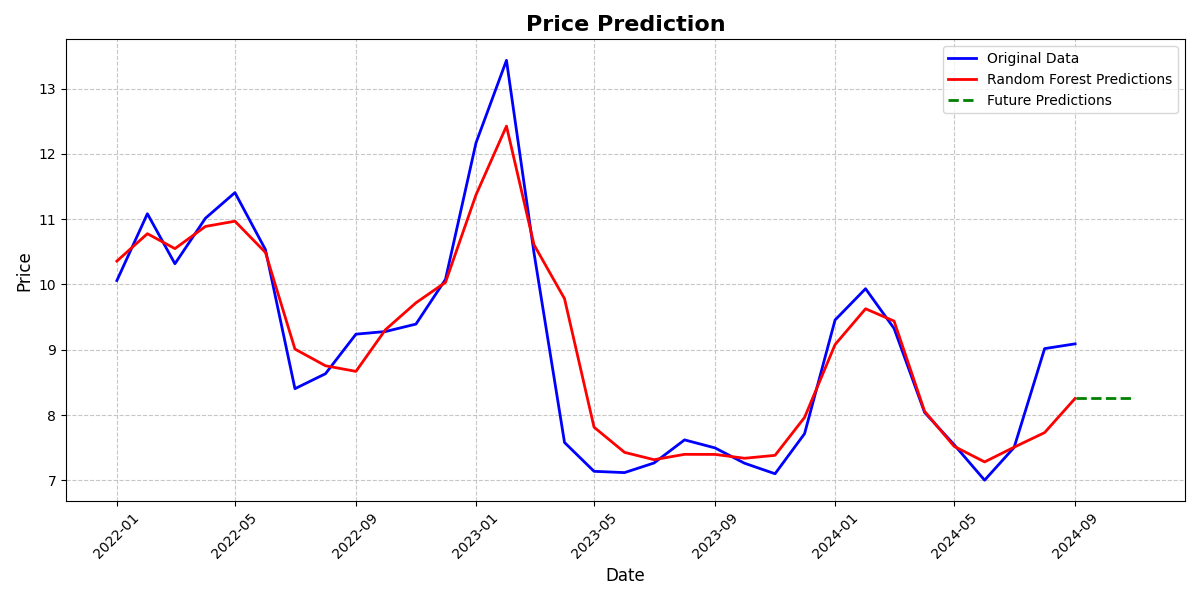 Price Prediction
Original Data
Random Forest Predictions
Future Predictions
Price
13
12
11
10
9
8
7
2022-01
2022-05
2022-09
2023-01
2023-05
2023-09
2024-01
2024-05
2024-09
Date